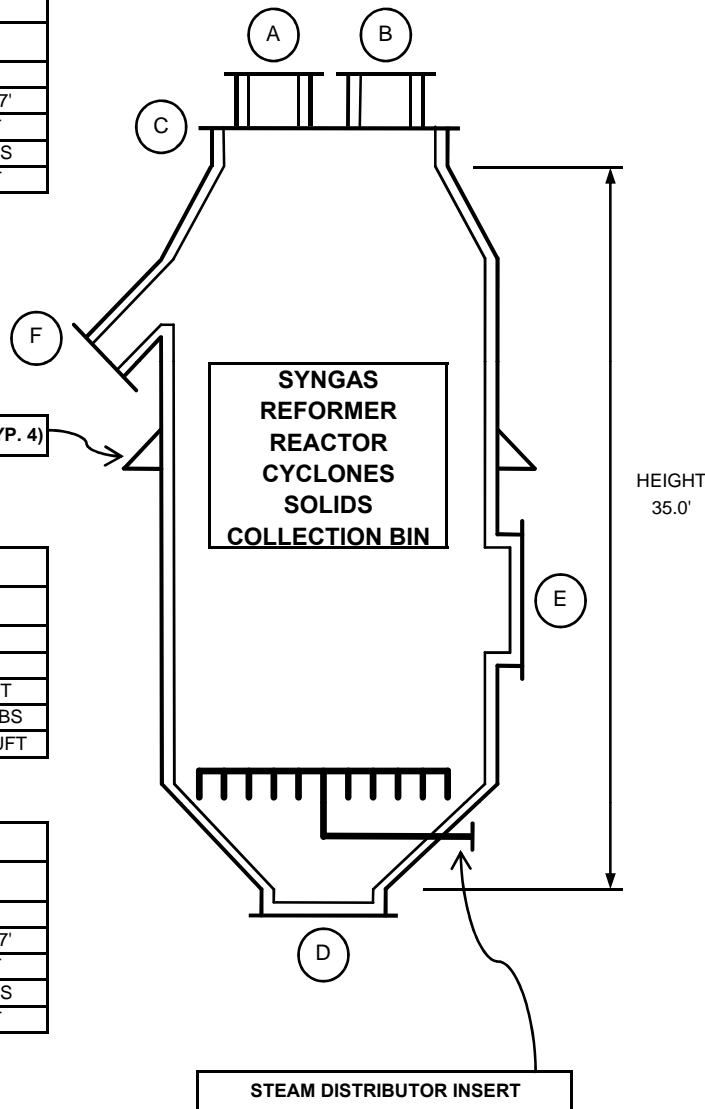 A
B
7'
C
S
F
SYNGAS
REFORMER
REACTOR
CYCLONES
SOLIDS
COLLECTION BIN
YP. 4)
HEIGHT
35.0'
E
T
BS
UFT
7'
S
D
STEAM DISTRIBUTOR INSERT